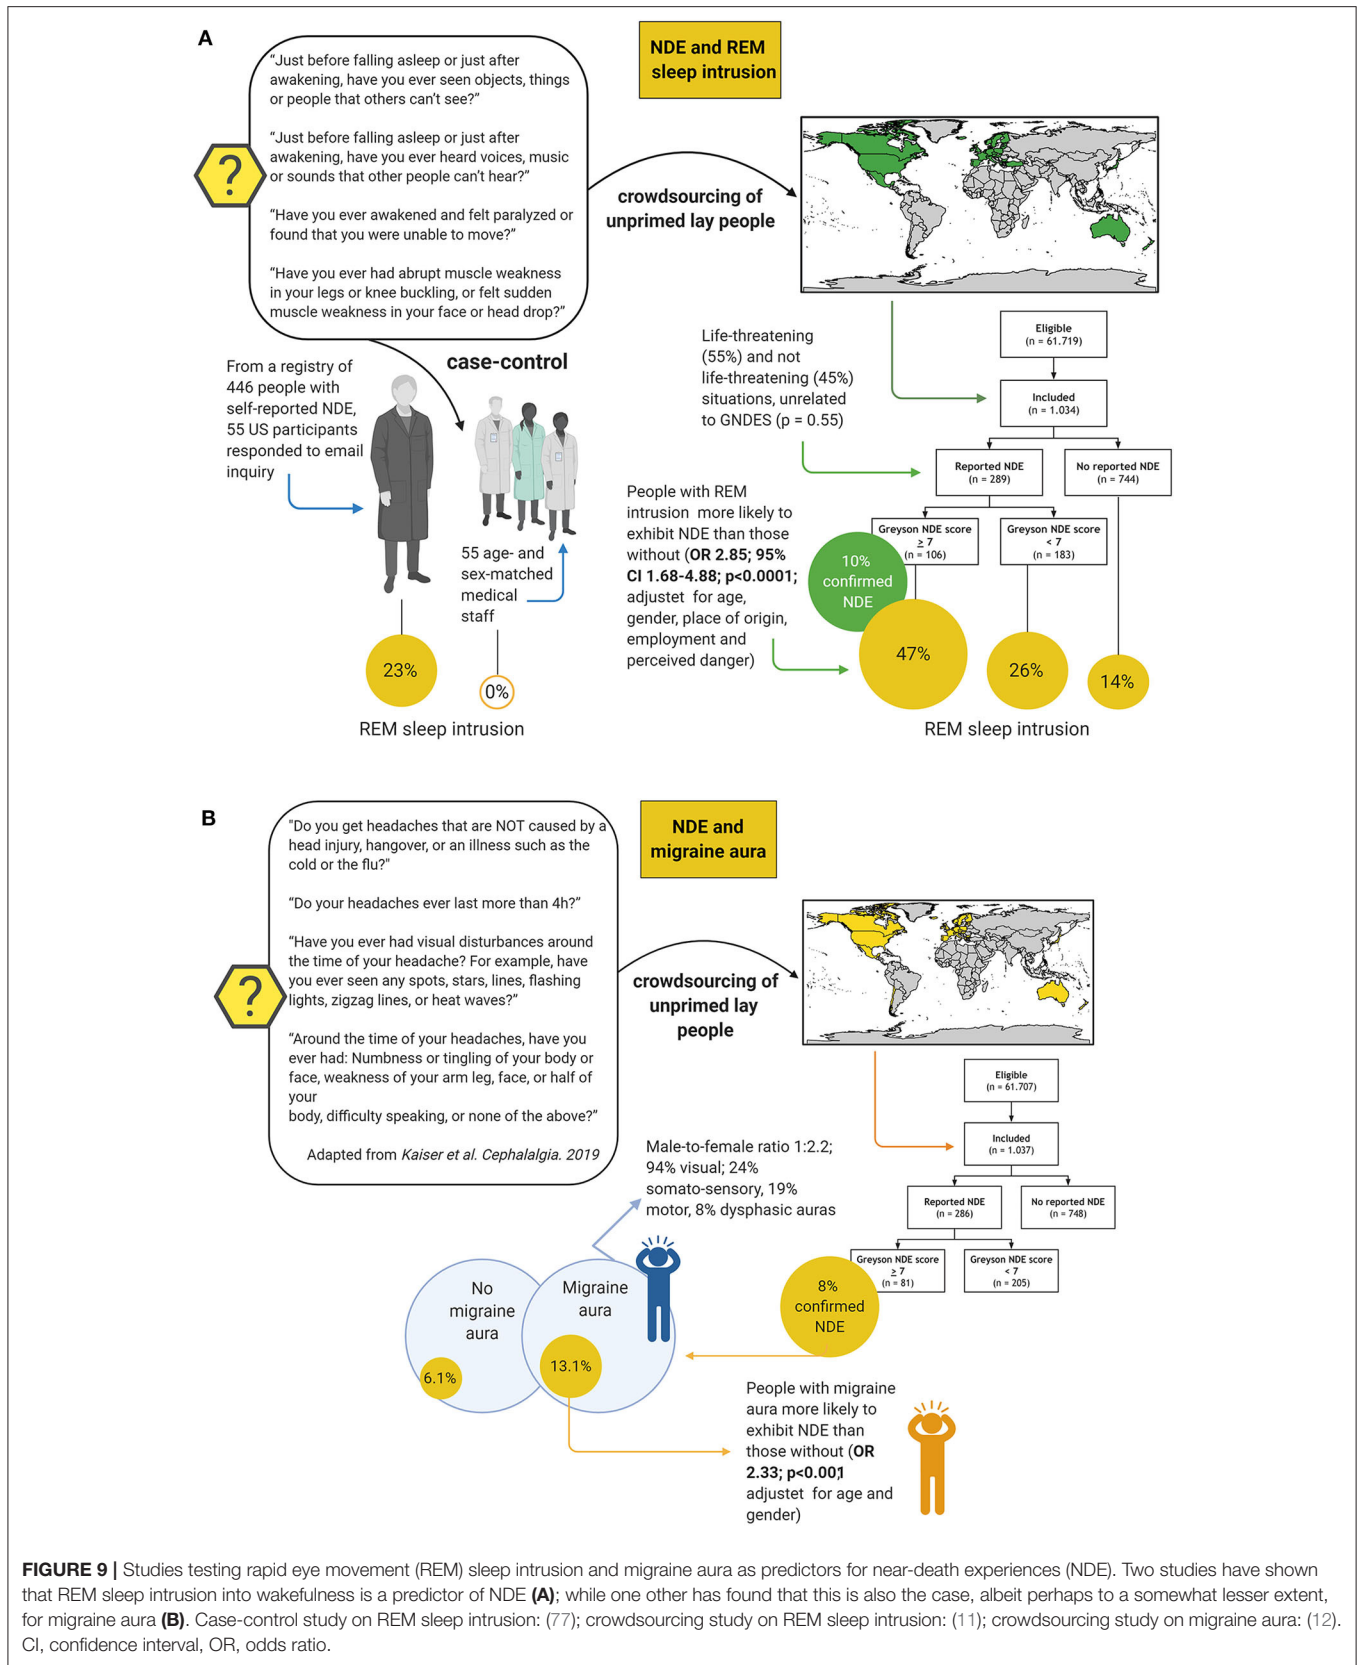 A
NDE and REM
sleep intrusion
“Just before falling asleep or just after
awakening, have you ever seen objects, things
or people that others can’t see?”
“Just before falling asleep or just after
awakening, have you ever heard voices, music
or sounds that other people can’t hear?”
“Have you ever awakened and felt paralyzed or
found that you were unable to move?”
“Have you ever had abrupt muscle weakness
in your legs or knee buckling, or felt sudden
muscle weakness in your face or head drop?”
?
crowdsourcing of
unprimed lay people
case-control
From a registry of
446 people with
self-reported NDE,
55 US participants
responded to email
inquiry
55 age- and
sex-matched
medical
staff
23%
0%
REM sleep intrusion
Life-threatening
(55%) and not
life-threatening (45%)
situations, unrelated
to GNDES (p = 0.55)
Eligible
(n = 61.719)
Included
(n = 1.034)
Reported NDE
(n = 289)
No reported NDE
(n = 744)
Greyson NDE score
≥ 7
(n = 106)
Greyson NDE score
< 7
(n = 183)
People with REM
intrusion more likely to
exhibit NDE than those
without (OR 2.85; 95%
CI 1.68-4.88; p<0.0001;
adjustet for age,
gender, place of origin,
employment and
perceived danger)
10%
confirmed
NDE
47%
26%
14%
REM sleep intrusion
B
NDE and
migraine aura
"Do you get headaches that are NOT caused by a
head injury, hangover, or an illness such as the
cold or the flu?"
“Do your headaches ever last more than 4h?”
“Have you ever had visual disturbances around
the time of your headache? For example, have
you ever seen any spots, stars, lines, flashing
lights, zigzag lines, or heat waves?”
“Around the time of your headaches, have you
ever had: Numbness or tingling of your body or
face, weakness of your arm leg, face, or half of
your
body, difficulty speaking, or none of the above?”
Adapted from Kaiser et al. Cephalalgia. 2019
?
crowdsourcing of
unprimed lay
people
Eligible
(n = 61.707)
Included
(n = 1.037)
Reported NDE
(n = 286)
No reported NDE
(n = 748)
Greyson NDE score
≥ 7
(n = 81)
Greyson NDE score
< 7
(n = 205)
Male-to-female ratio 1:2.2;
94% visual; 24%
somato-sensory, 19%
motor, 8% dysphasic auras
No
migraine
aura
6.1%
Migraine
aura
13.1%
8%
confirmed
NDE
People with migraine
aura more likely to
exhibit NDE than
those without (OR
2.33; p<0.001;
adjustet for age and
gender)
FIGURE 9 | Studies testing rapid eye movement (REM) sleep intrusion and migraine aura as predictors for near-death experiences (NDE). Two studies have shown
that REM sleep intrusion into wakefulness is a predictor of NDE (A); while one other has found that this is also the case, albeit perhaps to a somewhat lesser extent,
for migraine aura (B). Case-control study on REM sleep intrusion: (77); crowdsourcing study on REM sleep intrusion: (11); crowdsourcing study on migraine aura: (12).
CI, confidence interval, OR, odds ratio.